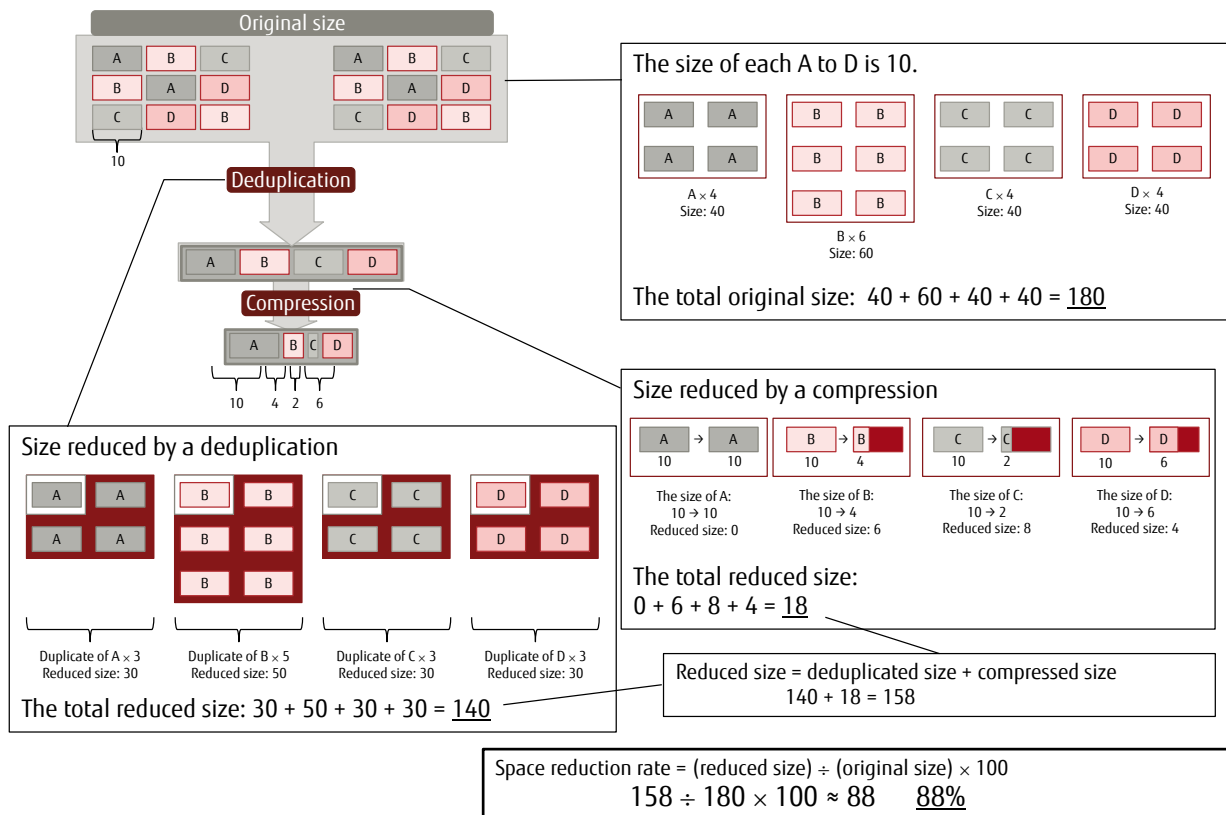 Original size
A B C A B C
B A D B A D
C D B C D B
10
Deduplication
A B C D
Compression
A B C D
10 4 2 6
The size of each A to D is 10.
A A B B C C D D
A A B B C C D D
B B
A × 4
Size: 40
B × 6
Size: 60
C × 4
Size: 40
D × 4
Size: 40
The total original size: 40 + 60 + 40 + 40 = 180
Size reduced by a compression
A → A B → B C → C D → D
10 10 10 4 10 2 10 6
The size of A:
10 → 10
Reduced size: 0
The size of B:
10 → 4
Reduced size: 6
The size of C:
10 → 2
Reduced size: 8
The size of D:
10 → 6
Reduced size: 4
The total reduced size:
0 + 6 + 8 + 4 = 18
Size reduced by a deduplication
A A B B C C D D
A A B B C C D D
B B
Duplicate of A × 3
Reduced size: 30
Duplicate of B × 5
Reduced size: 50
Duplicate of C × 3
Reduced size: 30
Duplicate of D × 3
Reduced size: 30
The total reduced size: 30 + 50 + 30 + 30 = 140
Reduced size = deduplicated size + compressed size
140 + 18 = 158
Space reduction rate = (reduced size) ÷ (original size) × 100
158 ÷ 180 × 100 ≈ 88 88%